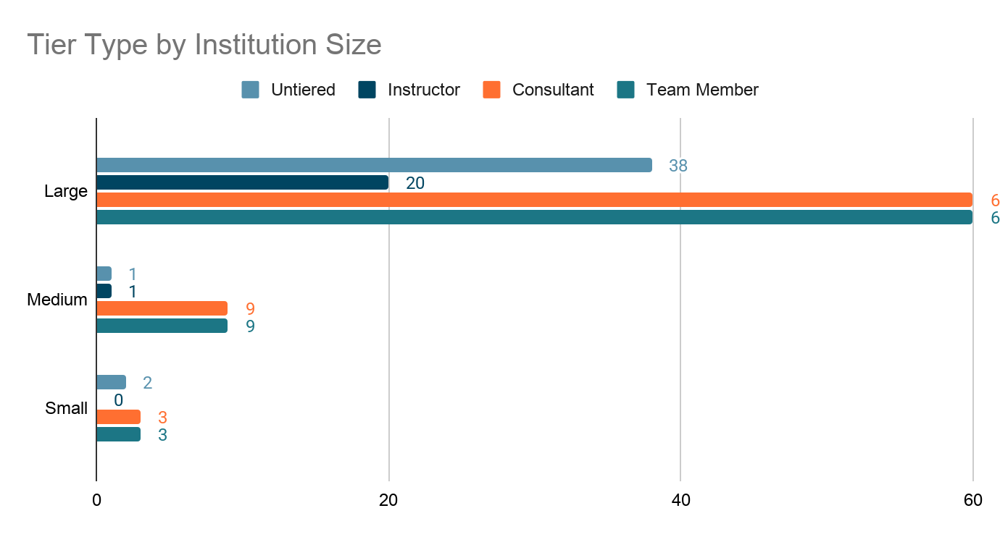 Tier Type by Institution Size
Untiered Instructor Consultant Team Member
Large
38
20
6
6
Medium
1
1
9
9
Small
2
0
3
3
0 20 40 60